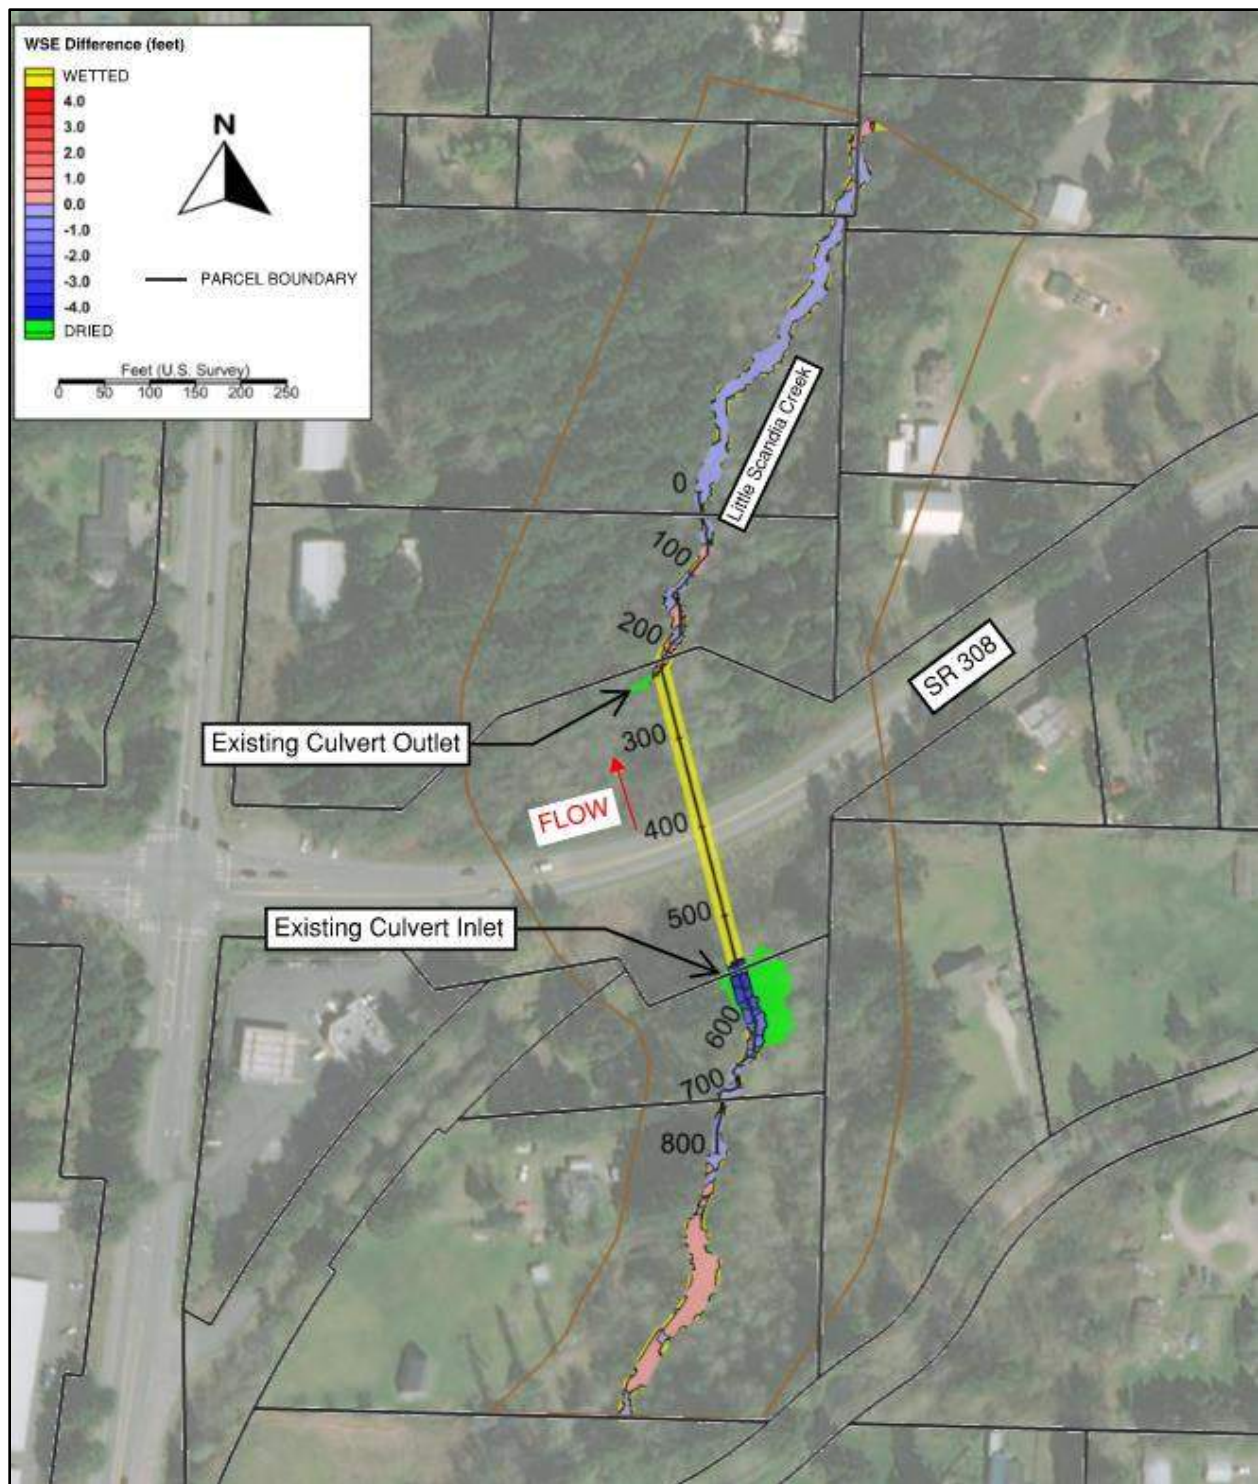 WSE Difference (feet)
WETTED
4.0
3.0
2.0
1.0
0.0
-1.0
-2.0
-3.0
-4.0
DRIED
N
PARCEL BOUNDARY
Feet (U.S. Survey)
0 50 100 150 200 250
Little Scandia Creek
0
100
200
SR 308
Existing Culvert Outlet
300
FLOW
400
500
Existing Culvert Inlet
600
700
800